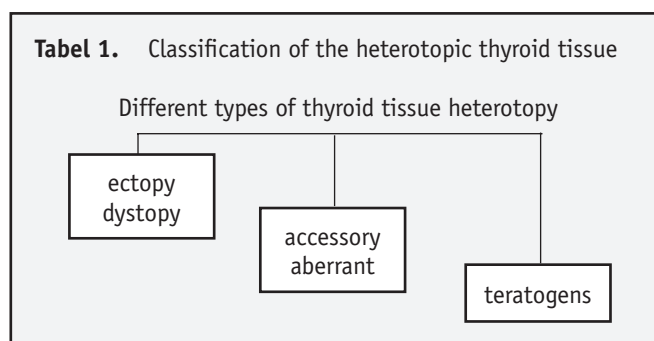 Tabel 1. Classification of the heterotopic thyroid tissue
Different types of thyroid tissue heterotopy
ectopy
dystopy
accessory
aberrant
teratogens